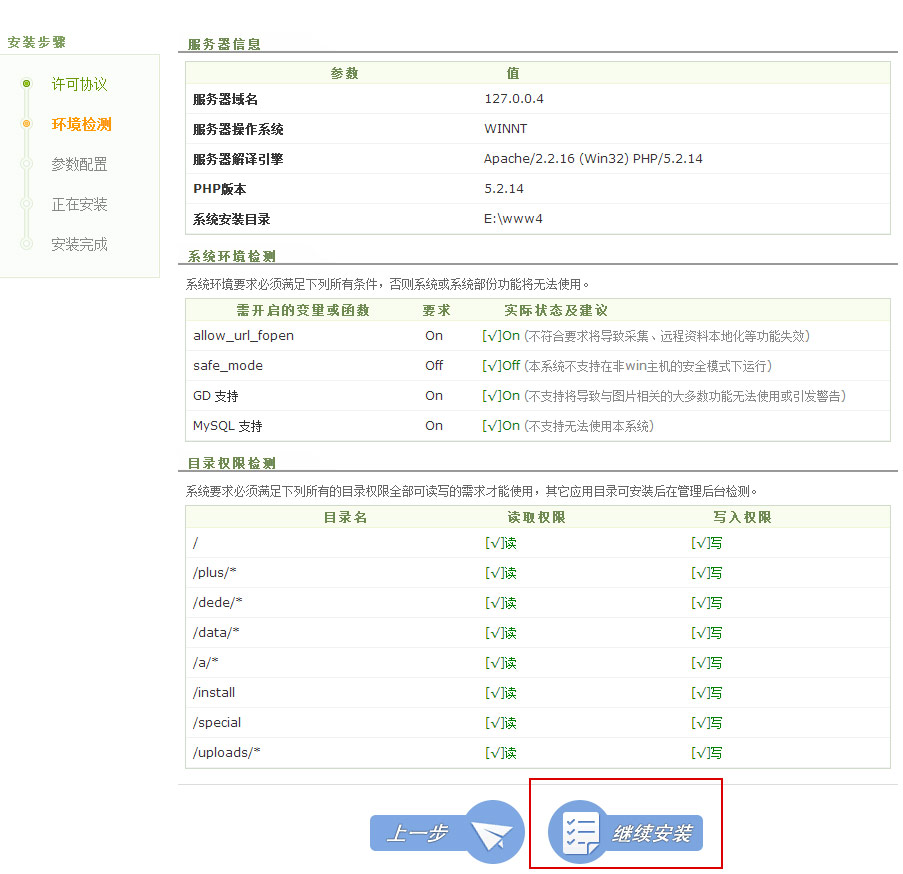 安装步骤
许可协议
环境检测
参数配置
正在安装
安装完成
服务器信息
参数 值
服务器域名 127.0.0.4
服务器操作系统 WINNT
服务器解译引擎 Apache/2.2.16 (Win32) PHP/5.2.14
PHP版本 5.2.14
系统安装目录 E:\www4
系统环境检测
系统环境要求必须满足下列所有条件，否则系统或系统部份功能将无法使用。
需开启的变量或函数 要求 实际状态及建议
allow_url_fopen On [√]On (不符合要求将导致采集、远程资料本地化等功能失效)
safe_mode Off [√]Off (本系统不支持在非win主机的安全模式下运行)
GD 支持 On [√]On (不支持将导致与图片相关的大多数功能无法使用或引发警告)
MySQL 支持 On [√]On (不支持无法使用本系统)
目录权限检测
系统要求必须满足下列所有的目录权限全部可读写的需求才能使用，其它应用目录可安装后在管理后台检测。
目录名 读取权限 写入权限
/ [√]读 [√]写
/plus/* [√]读 [√]写
/dede/* [√]读 [√]写
/data/* [√]读 [√]写
/a/* [√]读 [√]写
/install [√]读 [√]写
/special [√]读 [√]写
/uploads/* [√]读 [√]写
上一步 继续安装